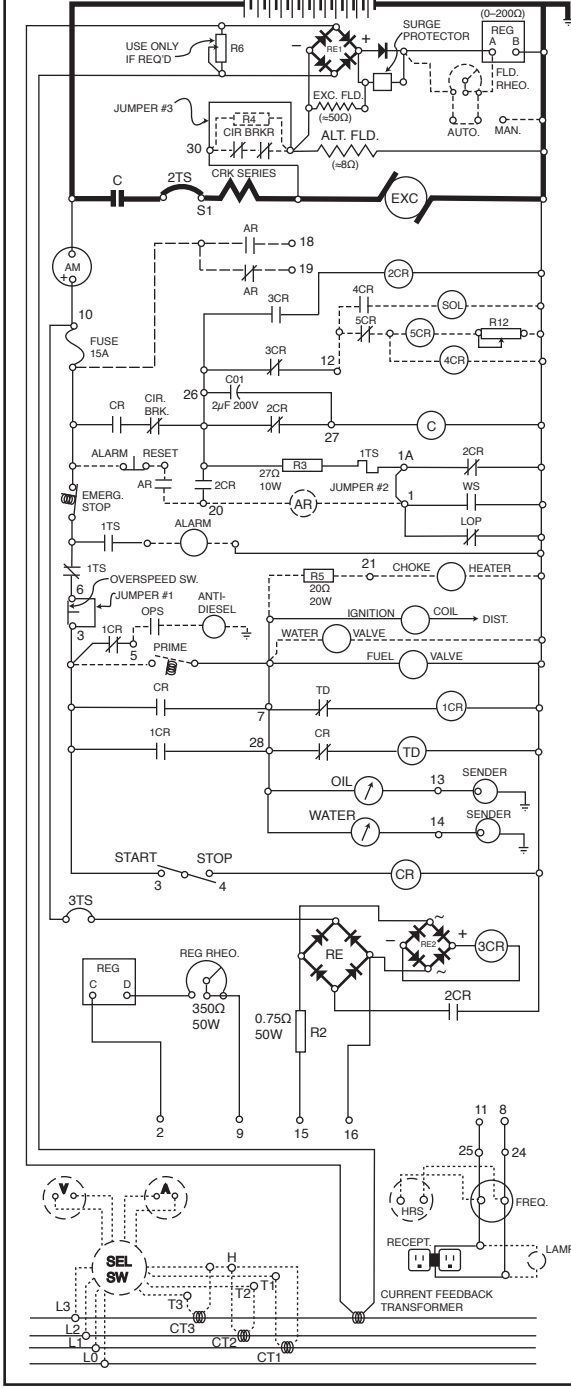 (0–200Ω)
SURGE
PROTECTOR
REG
A B
USE ONLY
IF REQ'D
R6
–
RE1
+
FLD.
RHEO.
EXC. FLD.
(≈50Ω)
AUTO.
MAN.
JUMPER #3
R4
CIR BRKR
30
ALT. FLD.
(≈8Ω)
C
2TS
S1
CRK SERIES
EXC
AM
+
AR
18
AR
19
10
2CR
3CR
4CR
SOL
FUSE
15A
5CR
5CR
R12
3CR
12
4CR
26
C01
2µF 200V
CR
CIR.
BRK.
2CR
27
C
ALARM
RESET
R3
27Ω
10W
1TS
1A
2CR
AR
2CR
20
AR
JUMPER #2
1
WS
EMERG.
STOP
LOP
1TS
ALARM
1TS
6
OVERSPEED SW.
JUMPER #1
3
R5
20Ω
20W
21
CHOKE
HEATER
OPS
ANTI-
DIESEL
IGNITION
COIL
DIST.
1CR
5
WATER
VALVE
PRIME
FUEL
VALVE
CR
7
TD
1CR
1CR
28
CR
TD
OIL
13
SENDER
WATER
14
SENDER
START
STOP
3
4
CR
3TS
RE
~
–
RE2
+
~
3CR
REG
C D
REG RHEO.
350Ω
50W
0.75Ω
50W
R2
2CR
2
9
15
16
11
8
25
24
V
A
HRS
FREQ.
SEL
SW
H
T1
T2
T3
RECEPT.
LAMP
CURRENT FEEDBACK
TRANSFORMER
L3
CT3
L2
CT2
L1
CT1
L0